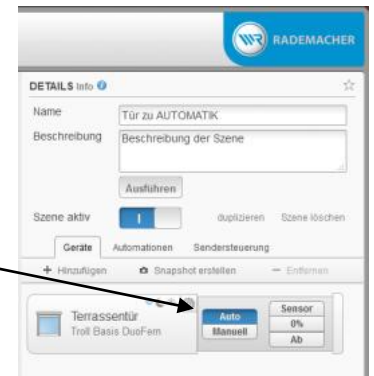 RADEMACHER
DETAILS Info
Name
Tür zu AUTOMATIK
Beschreibung
Beschreibung der Szene
Ausführen
Szene aktiv
duplizieren Szene löschen
Geräte Automationen Sendersteuerung
+ Hinzufügen Snapshot erstellen − Entfernen
Terrassentür
Troll Basis DuoFern
Auto
Manuell
Sensor
0%
Ab